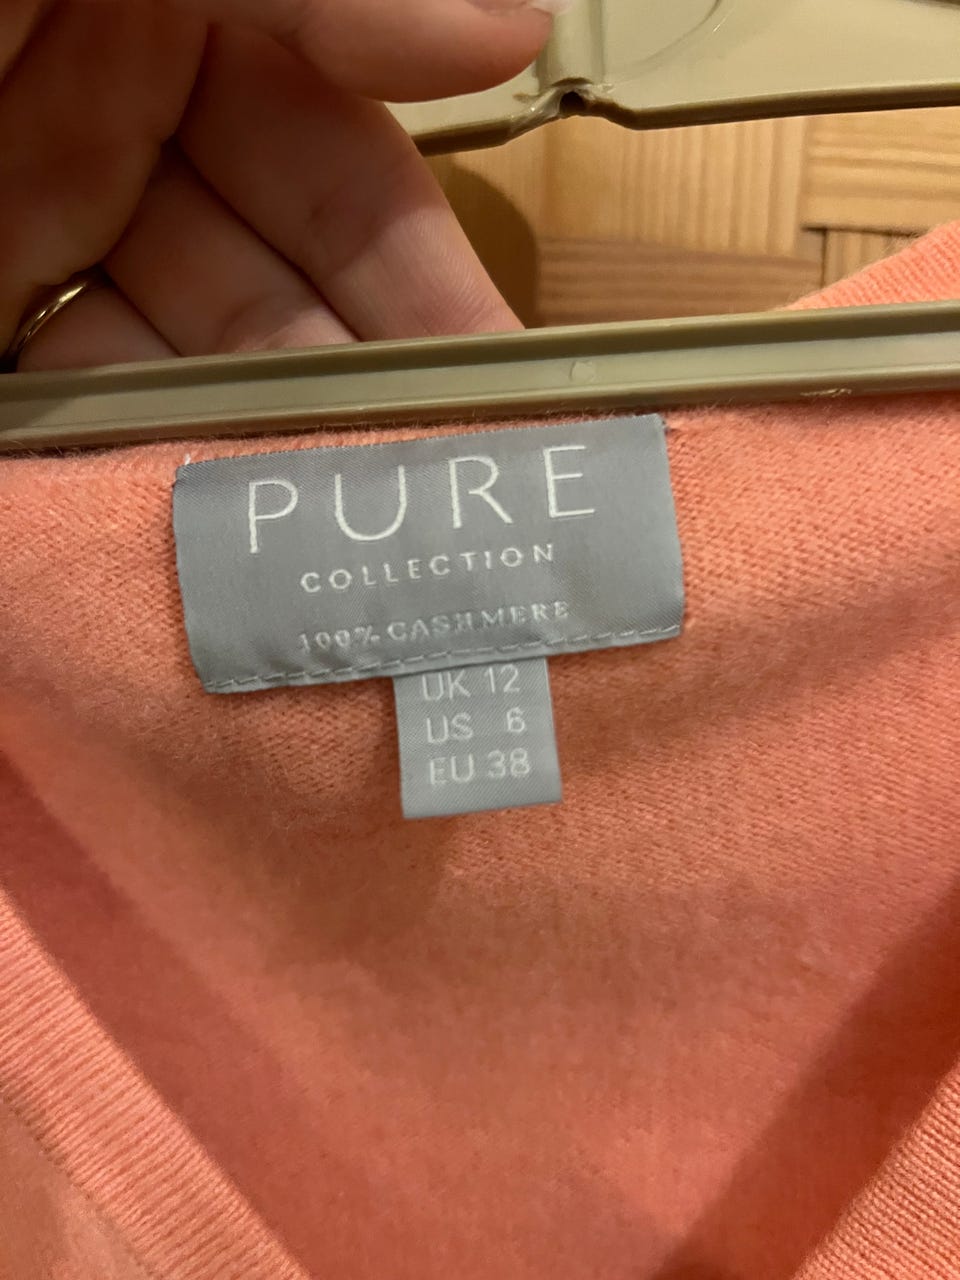 PURE
COLLECTION
100% CASHMERE
UK 12
US 6
EU 38